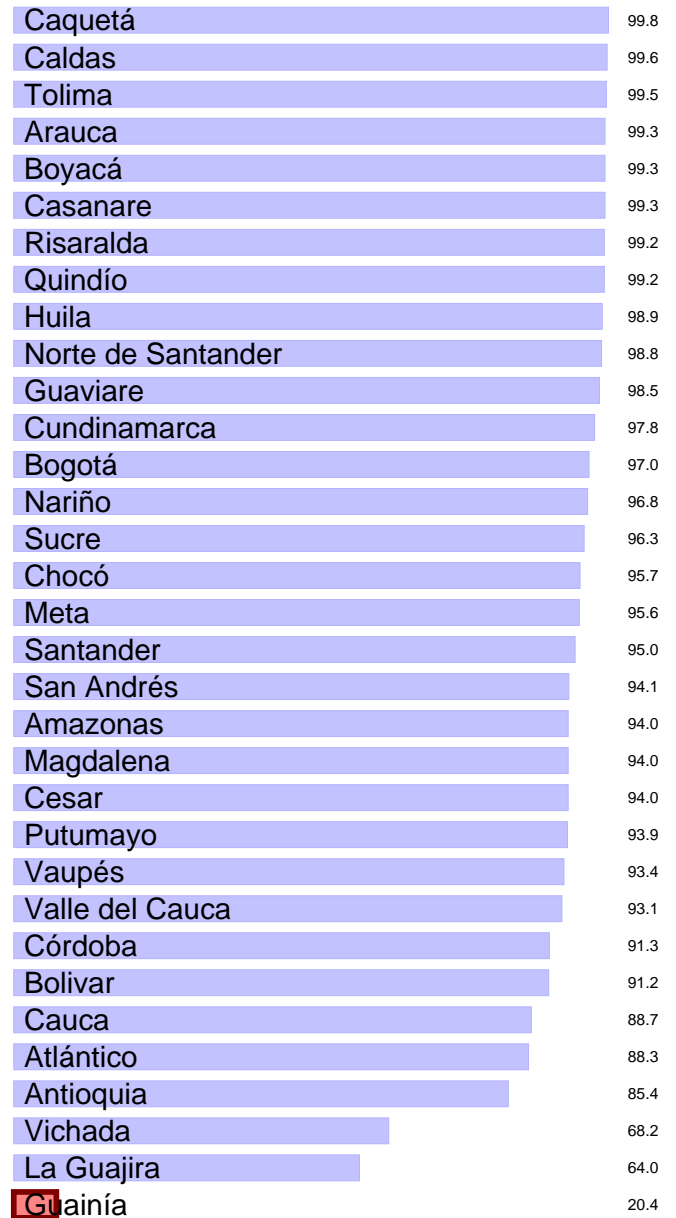 Caquetá 99.8
Caldas 99.6
Tolima 99.5
Arauca 99.3
Boyacá 99.3
Casanare 99.3
Risaralda 99.2
Quindío 99.2
Huila 98.9
Norte de Santander 98.8
Guaviare 98.5
Cundinamarca 97.8
Bogotá 97.0
Nariño 96.8
Sucre 96.3
Chocó 95.7
Meta 95.6
Santander 95.0
San Andrés 94.1
Amazonas 94.0
Magdalena 94.0
Cesar 94.0
Putumayo 93.9
Vaupés 93.4
Valle del Cauca 93.1
Córdoba 91.3
Bolivar 91.2
Cauca 88.7
Atlántico 88.3
Antioquia 85.4
Vichada 68.2
La Guajira 64.0
Guainía 20.4